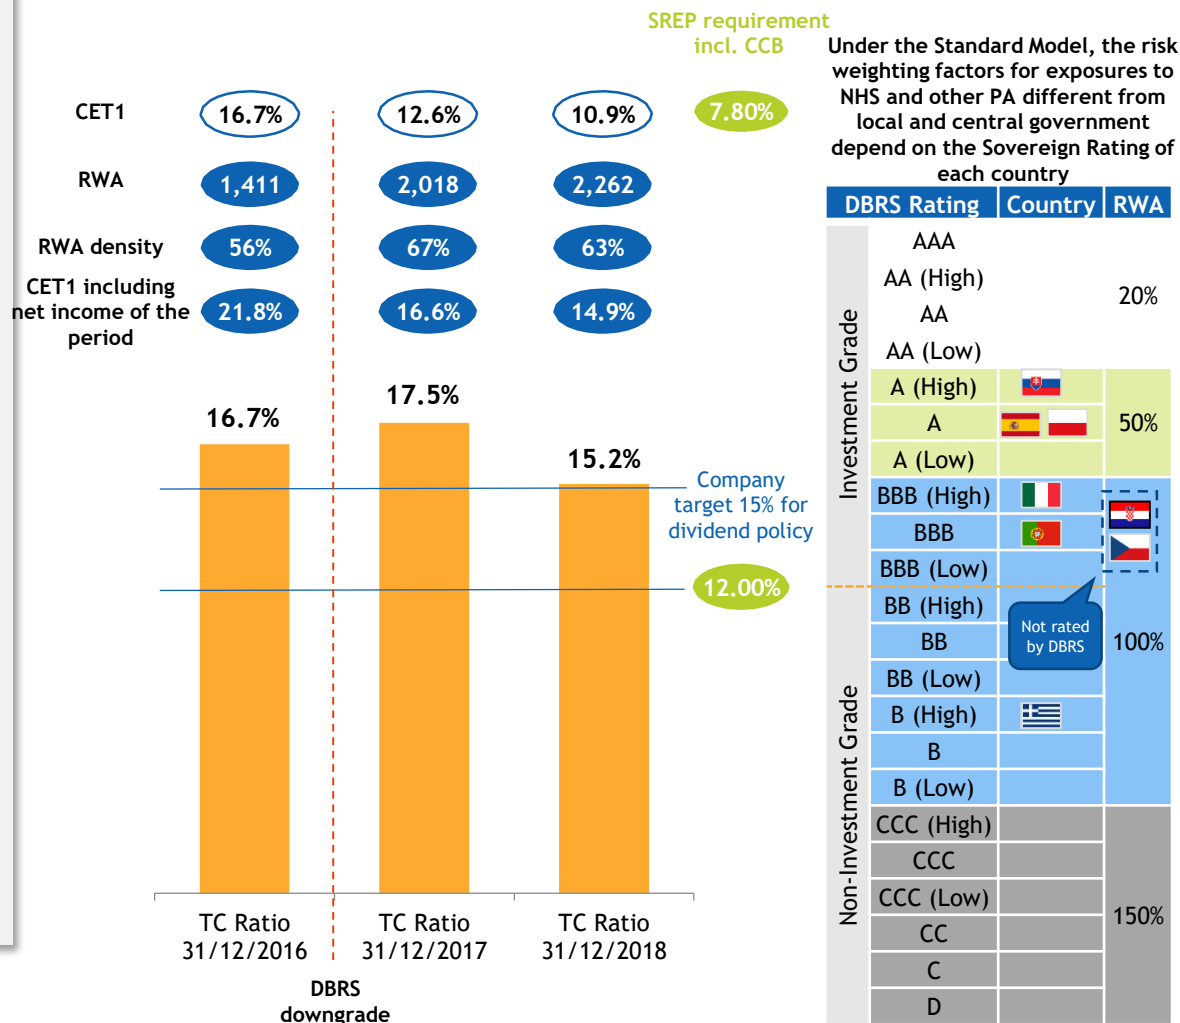 SREP requirement
incl. CCB
CET1
16.7%
12.6%
10.9%
7.80%
RWA
1,411
2,018
2,262
RWA density
56%
67%
63%
CET1 including
net income of the
period
21.8%
16.6%
14.9%
16.7%
17.5%
15.2%
Company
target 15% for
dividend policy
12.00%
TC Ratio
31/12/2016
TC Ratio
31/12/2017
TC Ratio
31/12/2018
DBRS
downgrade
Under the Standard Model, the risk
weighting factors for exposures to
NHS and other PA different from
local and central government
depend on the Sovereign Rating of
each country
DBRS Rating Country RWA
Investment Grade
AAA
AA (High)
AA
AA (Low)
20%
A (High)
A
A (Low)
50%
BBB (High)
BBB
BBB (Low)
Non-Investment Grade
BB (High)
BB
BB (Low)
B (High)
B
B (Low)
Not rated
by DBRS
100%
CCC (High)
CCC
CCC (Low)
CC
C
D
150%